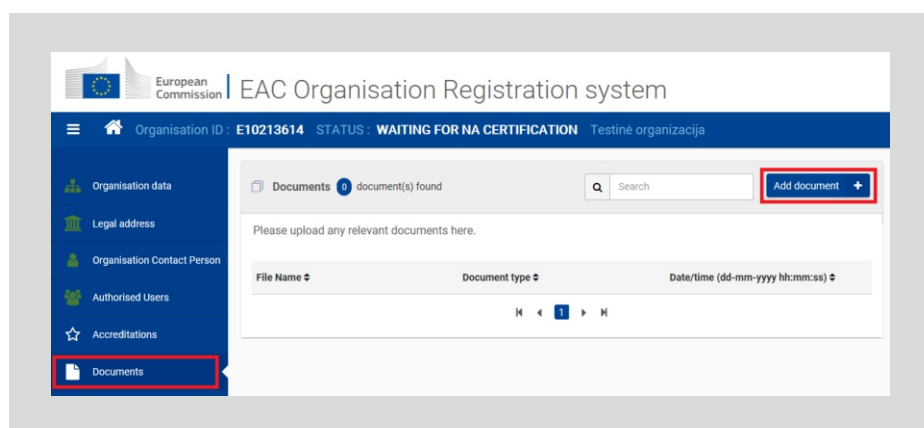 European
Commission
EAC Organisation Registration system
Organisation ID : E10213614 STATUS : WAITING FOR NA CERTIFICATION Testinė organizacija
Organisation data
Legal address
Organisation Contact Person
Authorised Users
Accreditations
Documents
Documents 0 document(s) found
Search
Add document +
Please upload any relevant documents here.
File Name Document type Date/time (dd-mm-yyyy hh:mm:ss)
1